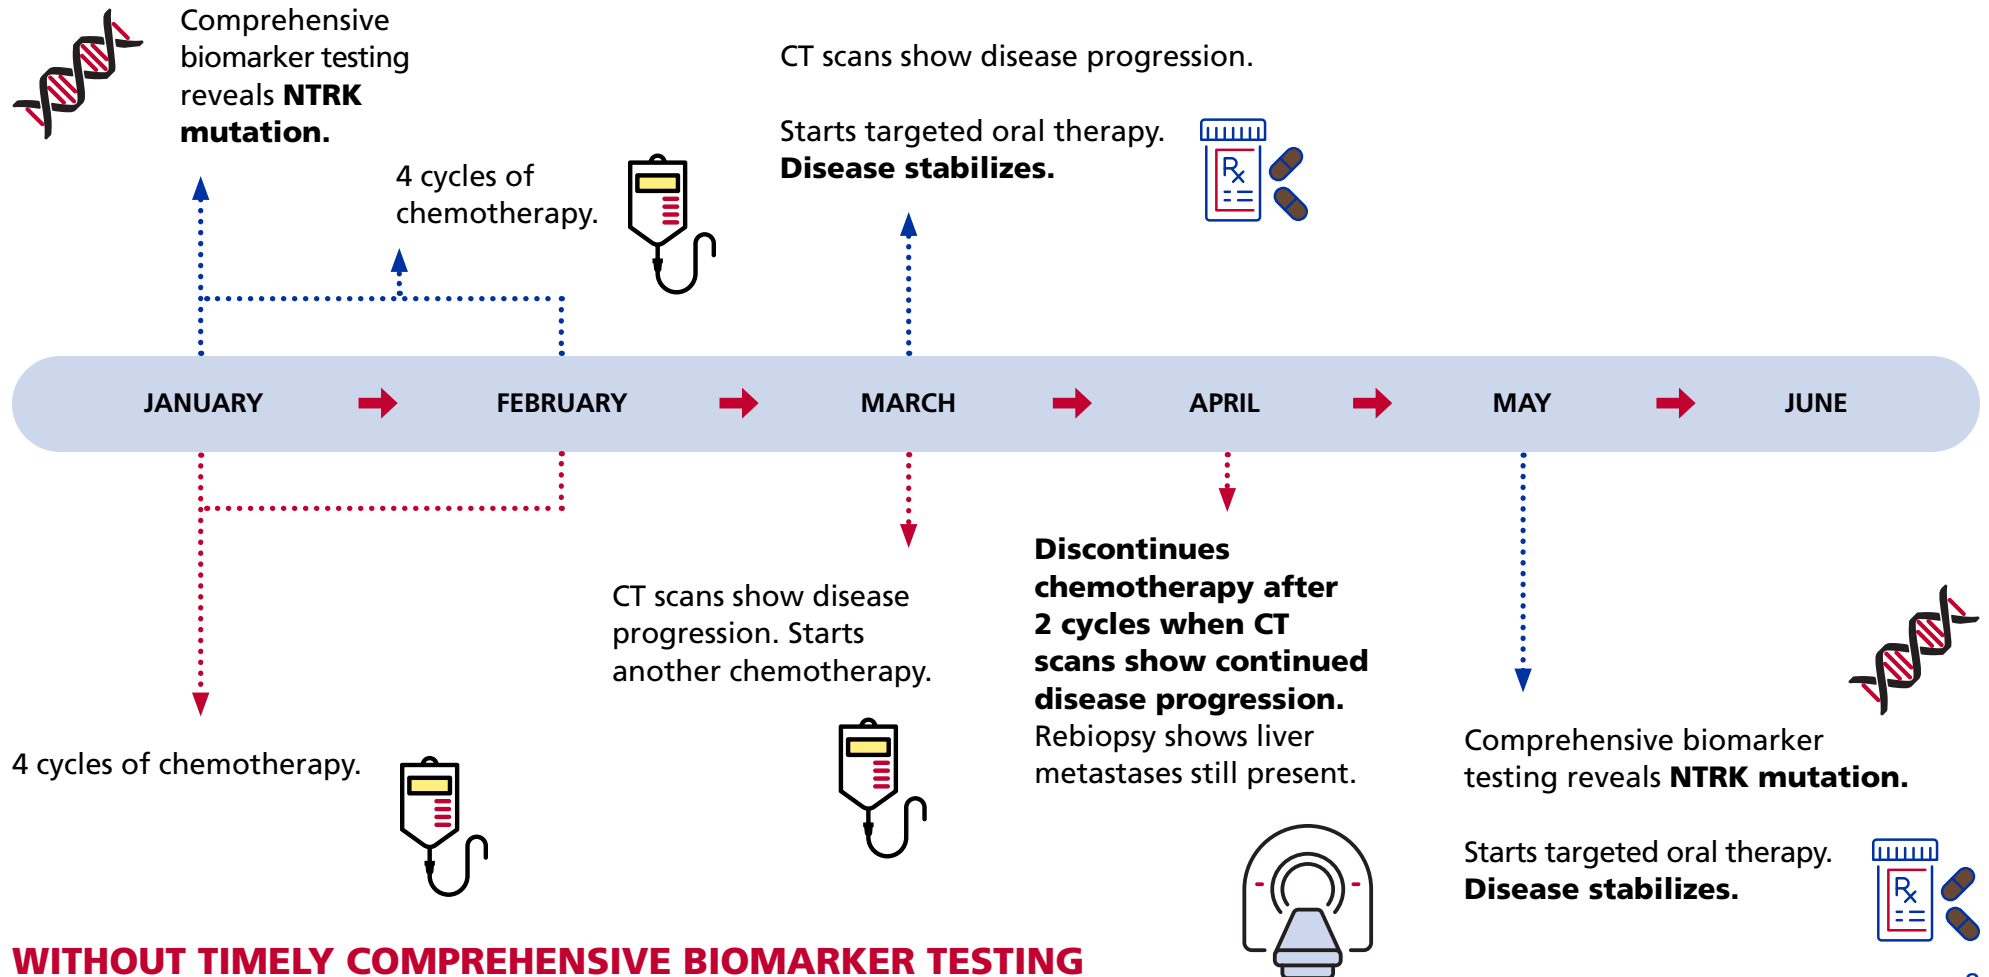 Comprehensive
biomarker testing
reveals NTRK
mutation.
4 cycles of
chemotherapy.
CT scans show disease progression.
Starts targeted oral therapy.
Disease stabilizes.
Rx
JANUARY
FEBRUARY
MARCH
APRIL
MAY
JUNE
4 cycles of chemotherapy.
CT scans show disease
progression. Starts
another chemotherapy.
Discontinues
chemotherapy after
2 cycles when CT
scans show continued
disease progression.
Rebiopsy shows liver
metastases still present.
Comprehensive biomarker
testing reveals NTRK mutation.
Starts targeted oral therapy.
Disease stabilizes.
Rx
WITHOUT TIMELY COMPREHENSIVE BIOMARKER TESTING